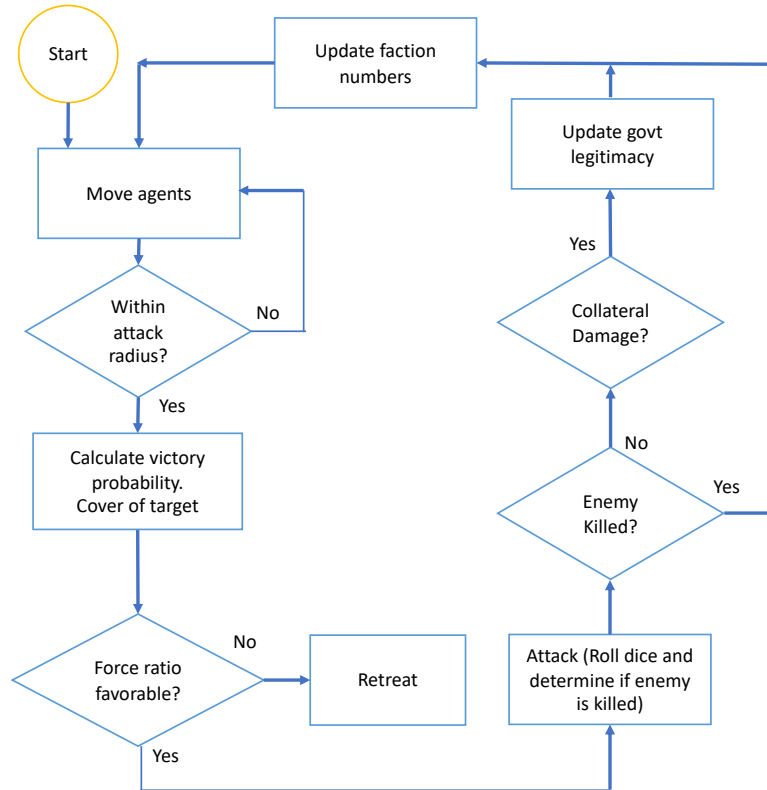 Start
Update faction
numbers
Update govt
legitimacy
Move agents
Yes
Within
attack
radius?
No
Collateral
Damage?
Yes
Calculate victory
probability.
Cover of target
No
Enemy
Killed?
Yes
Force ratio
favorable?
No
Retreat
Attack (Roll dice and
determine if enemy
is killed)
Yes